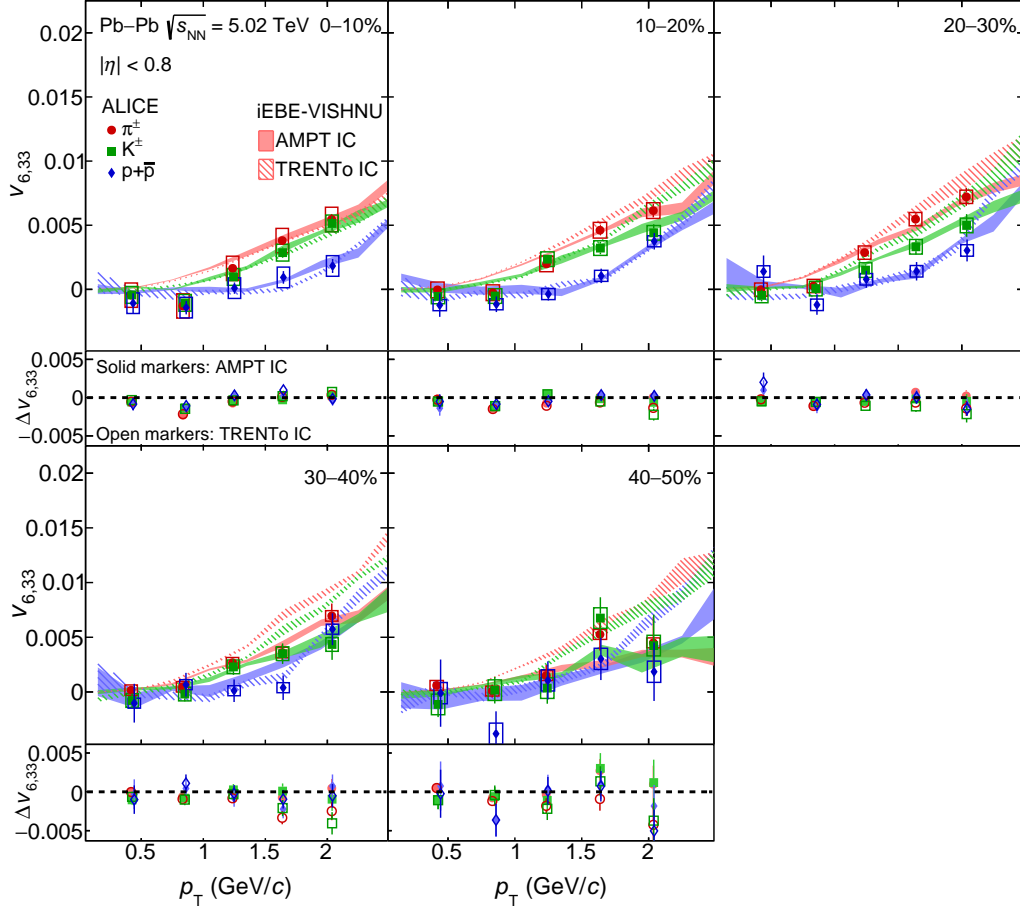 Pb–Pb √s_NN = 5.02 TeV 0–10%
|η| < 0.8
ALICE
π±
K±
p+p̅
iEBE-VISHNU
AMPT IC
TRENTo IC
10–20%
20–30%
0.02
0.015
0.01
0.005
0
v6,33
Solid markers: AMPT IC
Open markers: TRENTo IC
0.005
0
−0.005
Δv6,33
30–40%
40–50%
0.02
0.015
0.01
0.005
0
v6,33
0.005
0
−0.005
Δv6,33
0.5 1 1.5 2
0.5 1 1.5 2
pT (GeV/c)
pT (GeV/c)